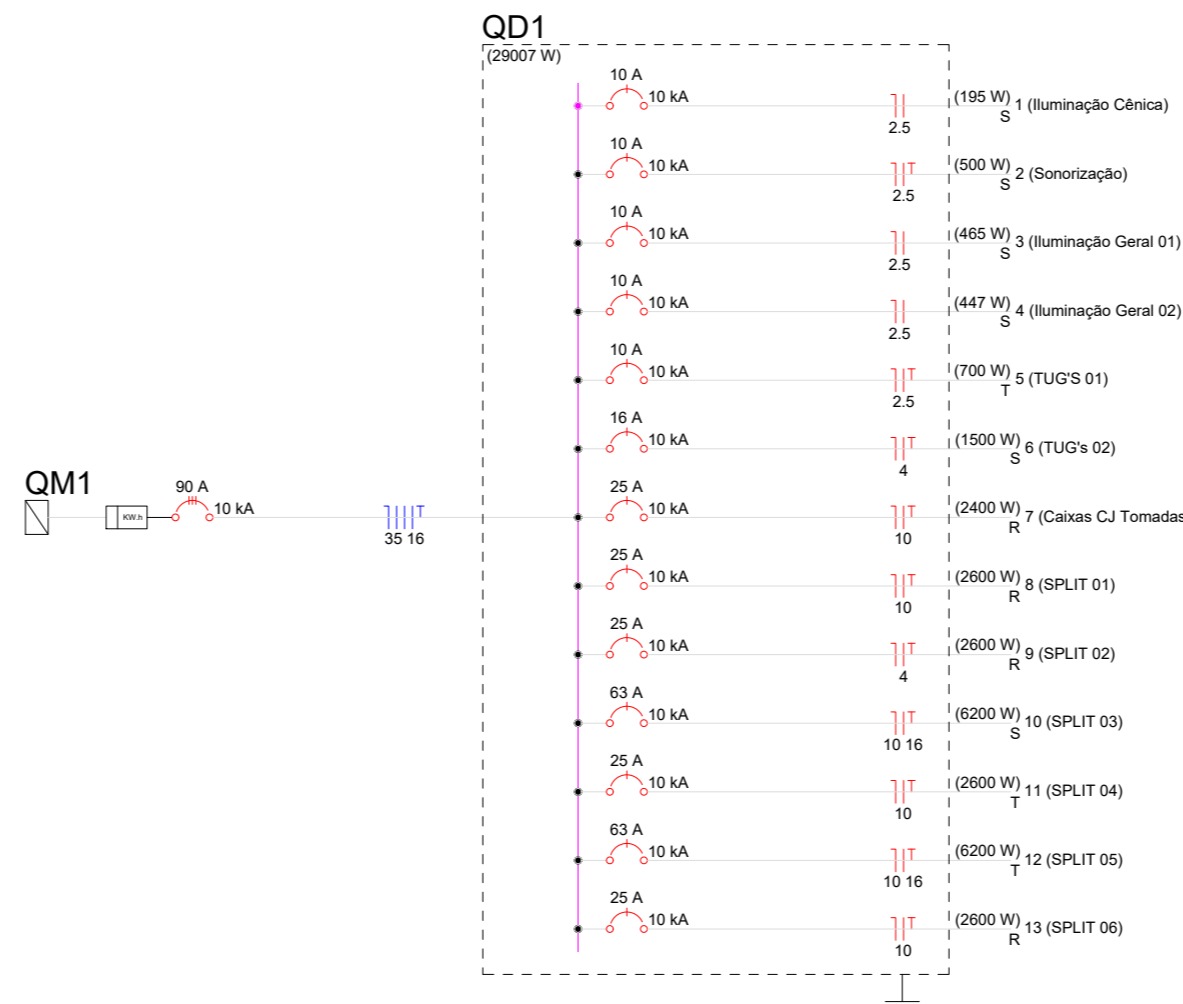 QD1
(29007 W)
10 A
10 kA
2.5
(195 W)
S
1 (Iluminação Cênica)
10 A
10 kA
T
2.5
(500 W)
S
2 (Sonorização)
10 A
10 kA
2.5
(465 W)
S
3 (Iluminação Geral 01)
10 A
10 kA
2.5
(447 W)
S
4 (Iluminação Geral 02)
10 A
10 kA
T
2.5
(700 W)
T
5 (TUG'S 01)
16 A
10 kA
T
4
(1500 W)
S
6 (TUG's 02)
QM1
KW.h
90 A
10 kA
T
35 16
25 A
10 kA
T
10
(2400 W)
R
7 (Caixas CJ Tomadas
25 A
10 kA
T
10
(2600 W)
R
8 (SPLIT 01)
25 A
10 kA
T
4
(2600 W)
R
9 (SPLIT 02)
63 A
10 kA
T
10 16
(6200 W)
S
10 (SPLIT 03)
25 A
10 kA
T
10
(2600 W)
T
11 (SPLIT 04)
63 A
10 kA
T
10 16
(6200 W)
T
12 (SPLIT 05)
25 A
10 kA
T
10
(2600 W)
R
13 (SPLIT 06)